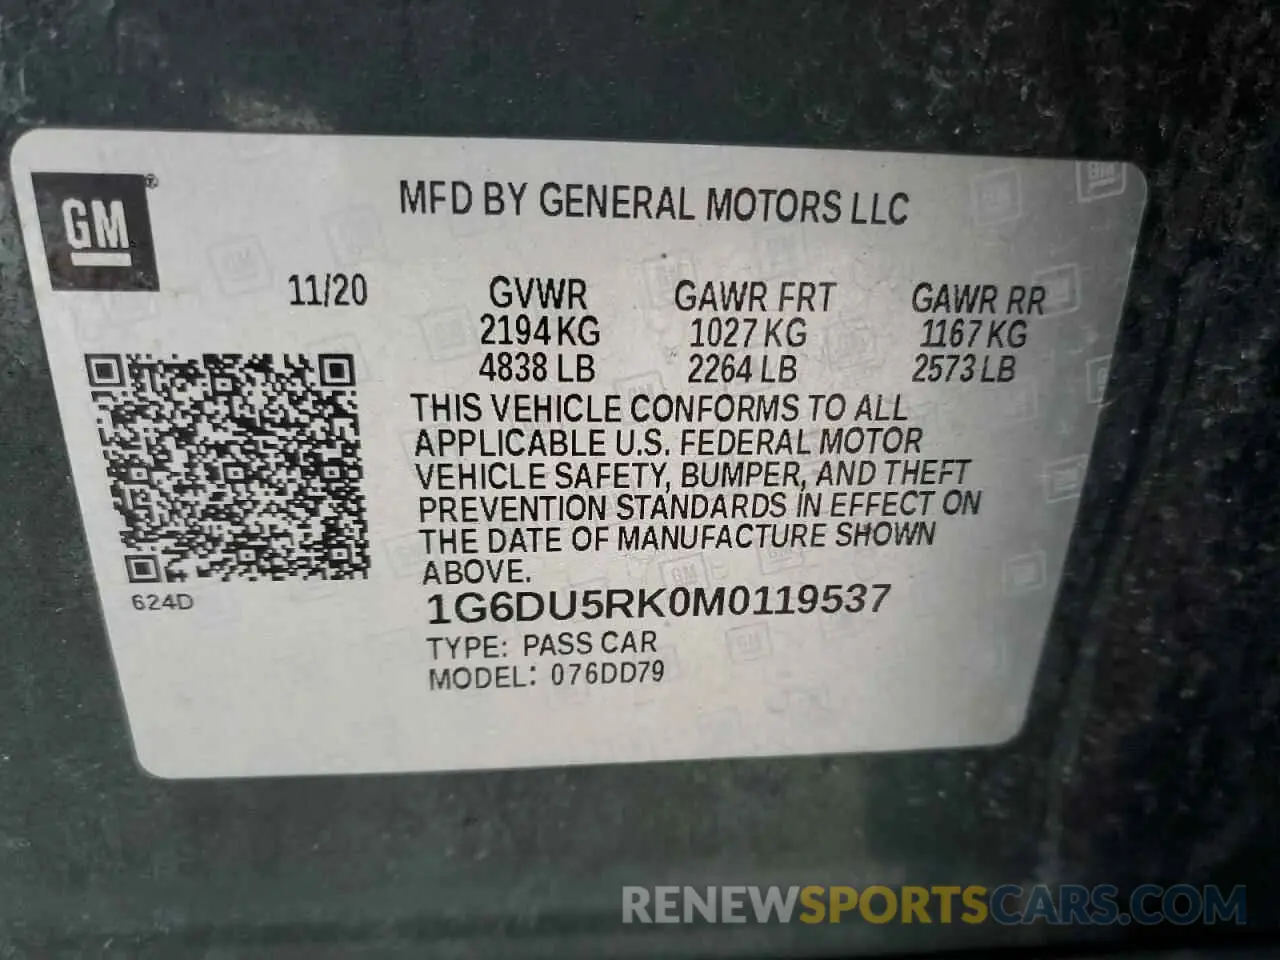 GM®
MFD BY GENERAL MOTORS LLC
11/20
GVWR
2194 KG
4838 LB
GAWR FRT
1027 KG
2264 LB
GAWR RR
1167 KG
2573 LB
THIS VEHICLE CONFORMS TO ALL
APPLICABLE U.S. FEDERAL MOTOR
VEHICLE SAFETY, BUMPER, AND THEFT
PREVENTION STANDARDS IN EFFECT ON
THE DATE OF MANUFACTURE SHOWN
ABOVE.
624D
1G6DU5RK0M0119537
TYPE: PASS CAR
MODEL: 076DD79
RENEWSPORTSCARS.COM